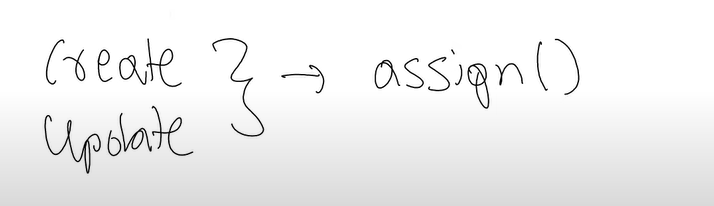 Create } → assign()
Update